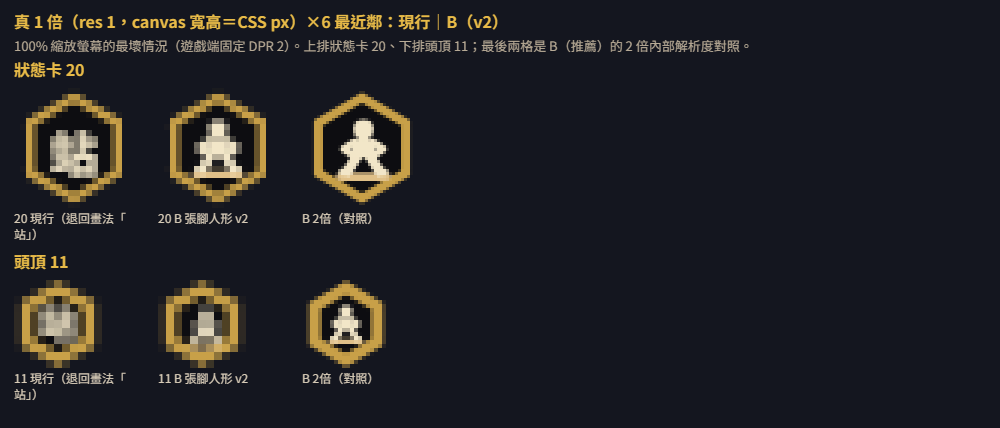 真 1 倍（res 1，canvas 寬高＝CSS px）×6 最近鄰：現行｜B（v2）
100% 縮放螢幕的最壞情況（遊戲端固定 DPR 2）。上排狀態卡 20、下排頭頂 11；最後兩格是 B（推薦）的 2 倍內部解析度對照。
狀態卡 20
20 現行（退回畫法「
站」）
20 B 張腳人形 v2
B 2倍（對照）
頭頂 11
11 現行（退回畫法「
站」）
11 B 張腳人形 v2
B 2倍（對照）